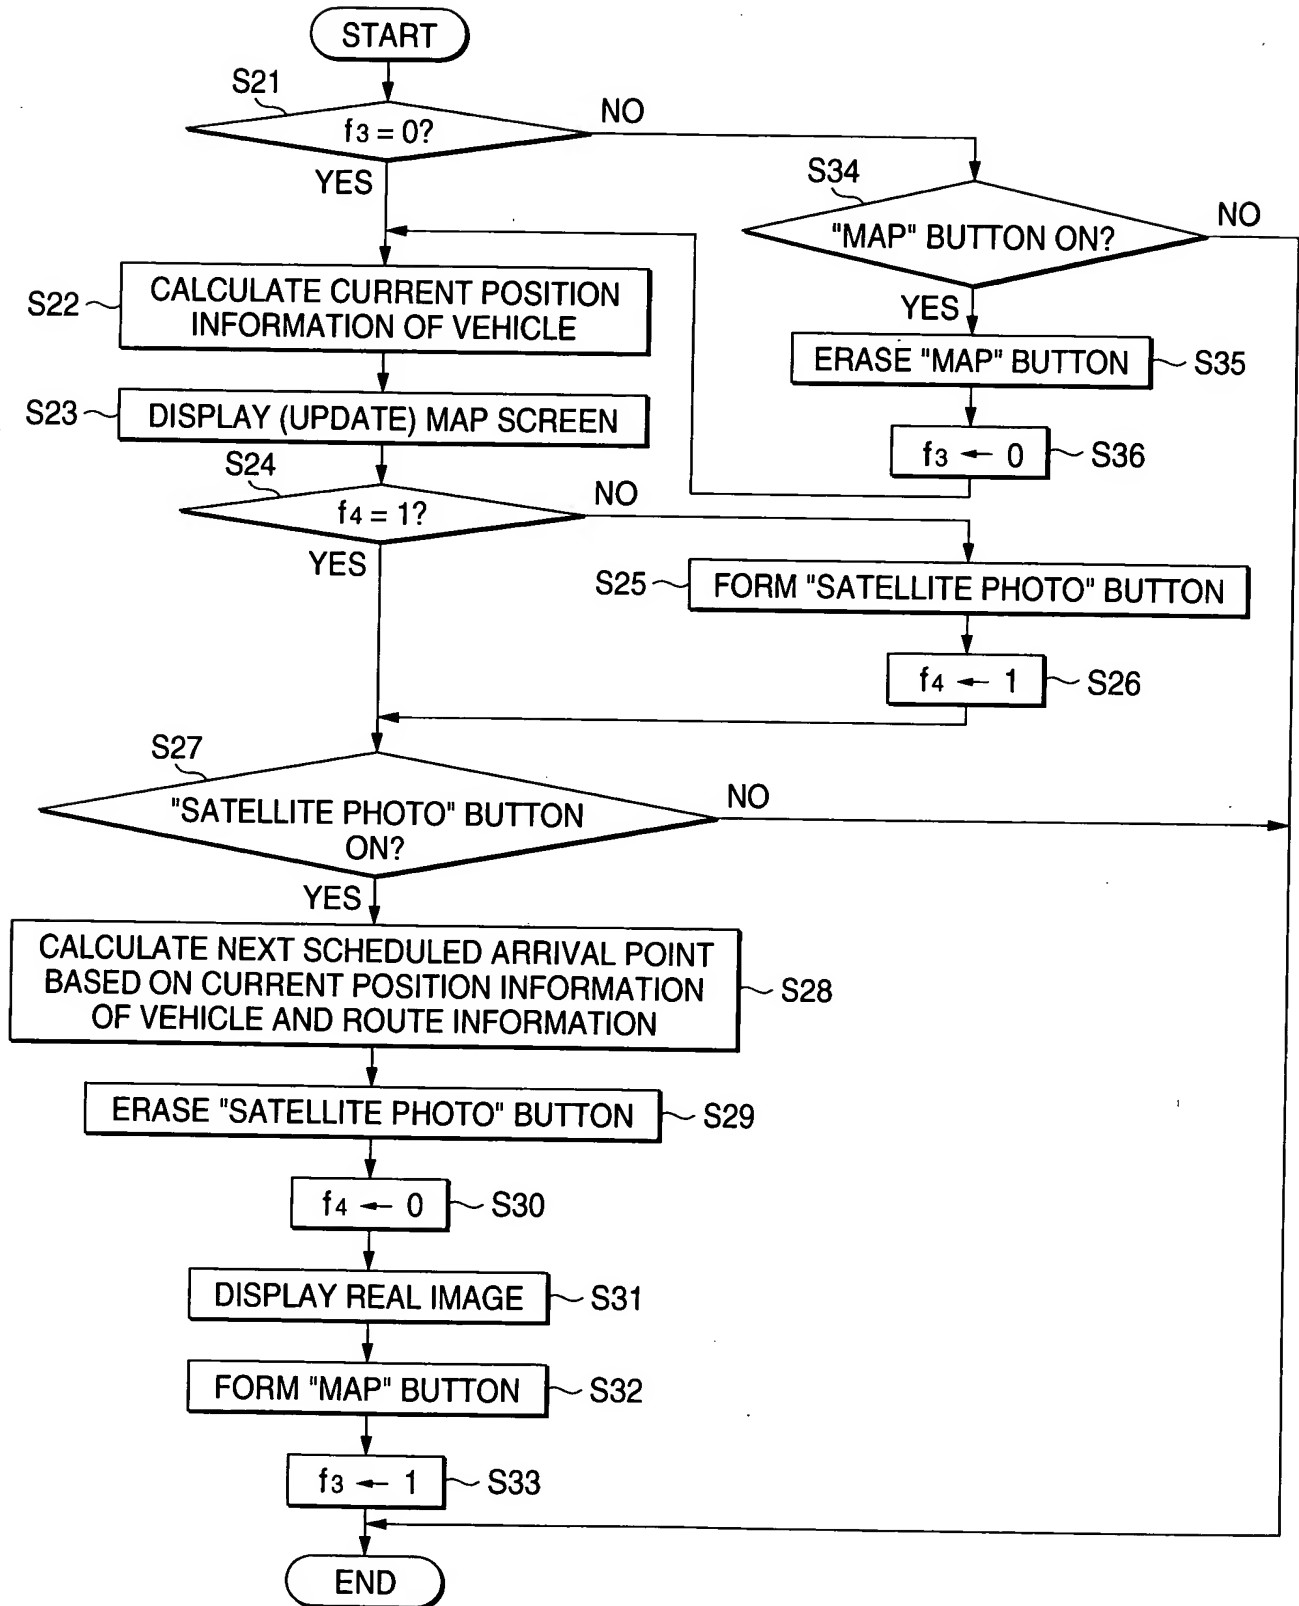 START
S21
f3 = 0?
NO
YES
S34
"MAP" BUTTON ON?
NO
YES
S22
CALCULATE CURRENT POSITION
INFORMATION OF VEHICLE
ERASE "MAP" BUTTON
S35
S23
DISPLAY (UPDATE) MAP SCREEN
f3 ← 0
S36
S24
f4 = 1?
NO
YES
S25
FORM "SATELLITE PHOTO" BUTTON
f4 ← 1
S26
S27
"SATELLITE PHOTO" BUTTON
ON?
NO
YES
CALCULATE NEXT SCHEDULED ARRIVAL POINT
BASED ON CURRENT POSITION INFORMATION
OF VEHICLE AND ROUTE INFORMATION
S28
ERASE "SATELLITE PHOTO" BUTTON
S29
f4 ← 0
S30
DISPLAY REAL IMAGE
S31
FORM "MAP" BUTTON
S32
f3 ← 1
S33
END